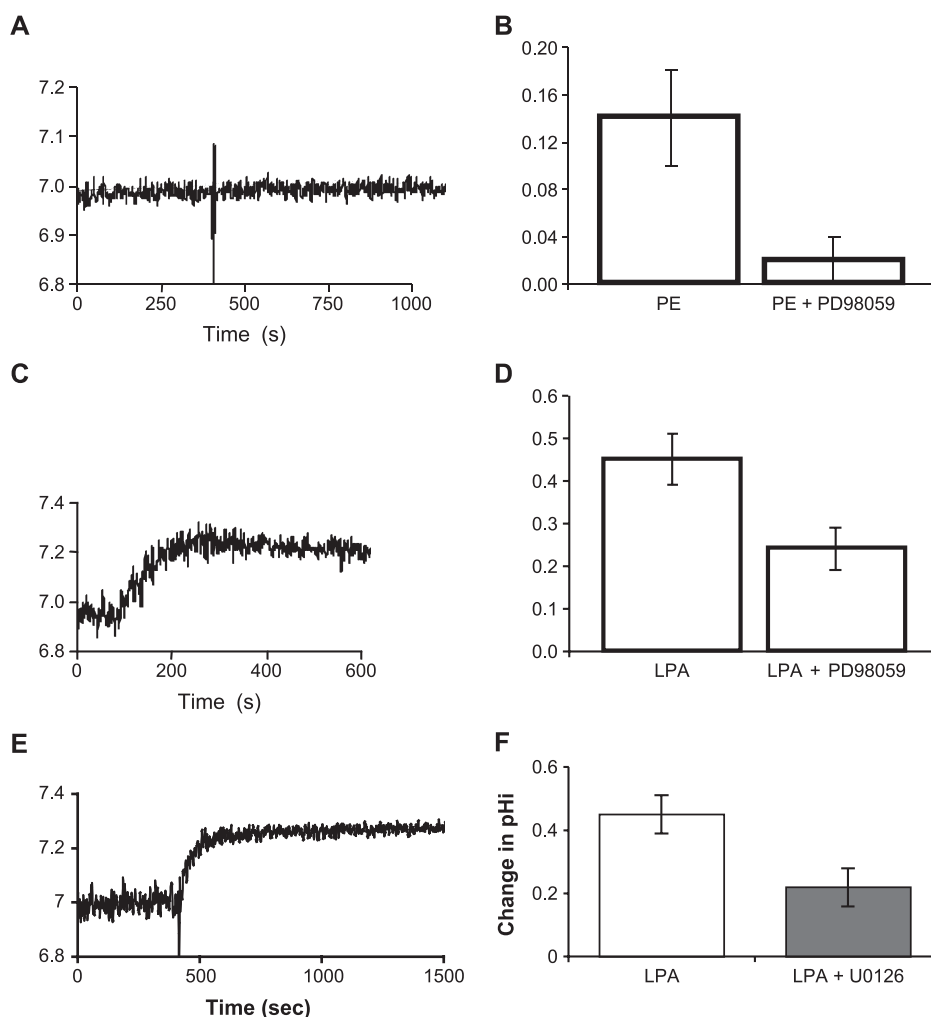 A
7.2
7.1
7.0
6.9
6.8
0 250 500 750 1000
Time (s)
B
0.20
0.16
0.12
0.08
0.04
0.00
PE PE + PD98059
C
7.4
7.2
7.0
6.8
0 200 400 600
Time (s)
D
0.6
0.5
0.4
0.3
0.2
0.1
0.0
LPA LPA + PD98059
E
7.4
7.2
7
6.8
0 500 1000 1500
Time (sec)
F
Change in pHi
0.6
0.4
0.2
0
LPA LPA + U0126